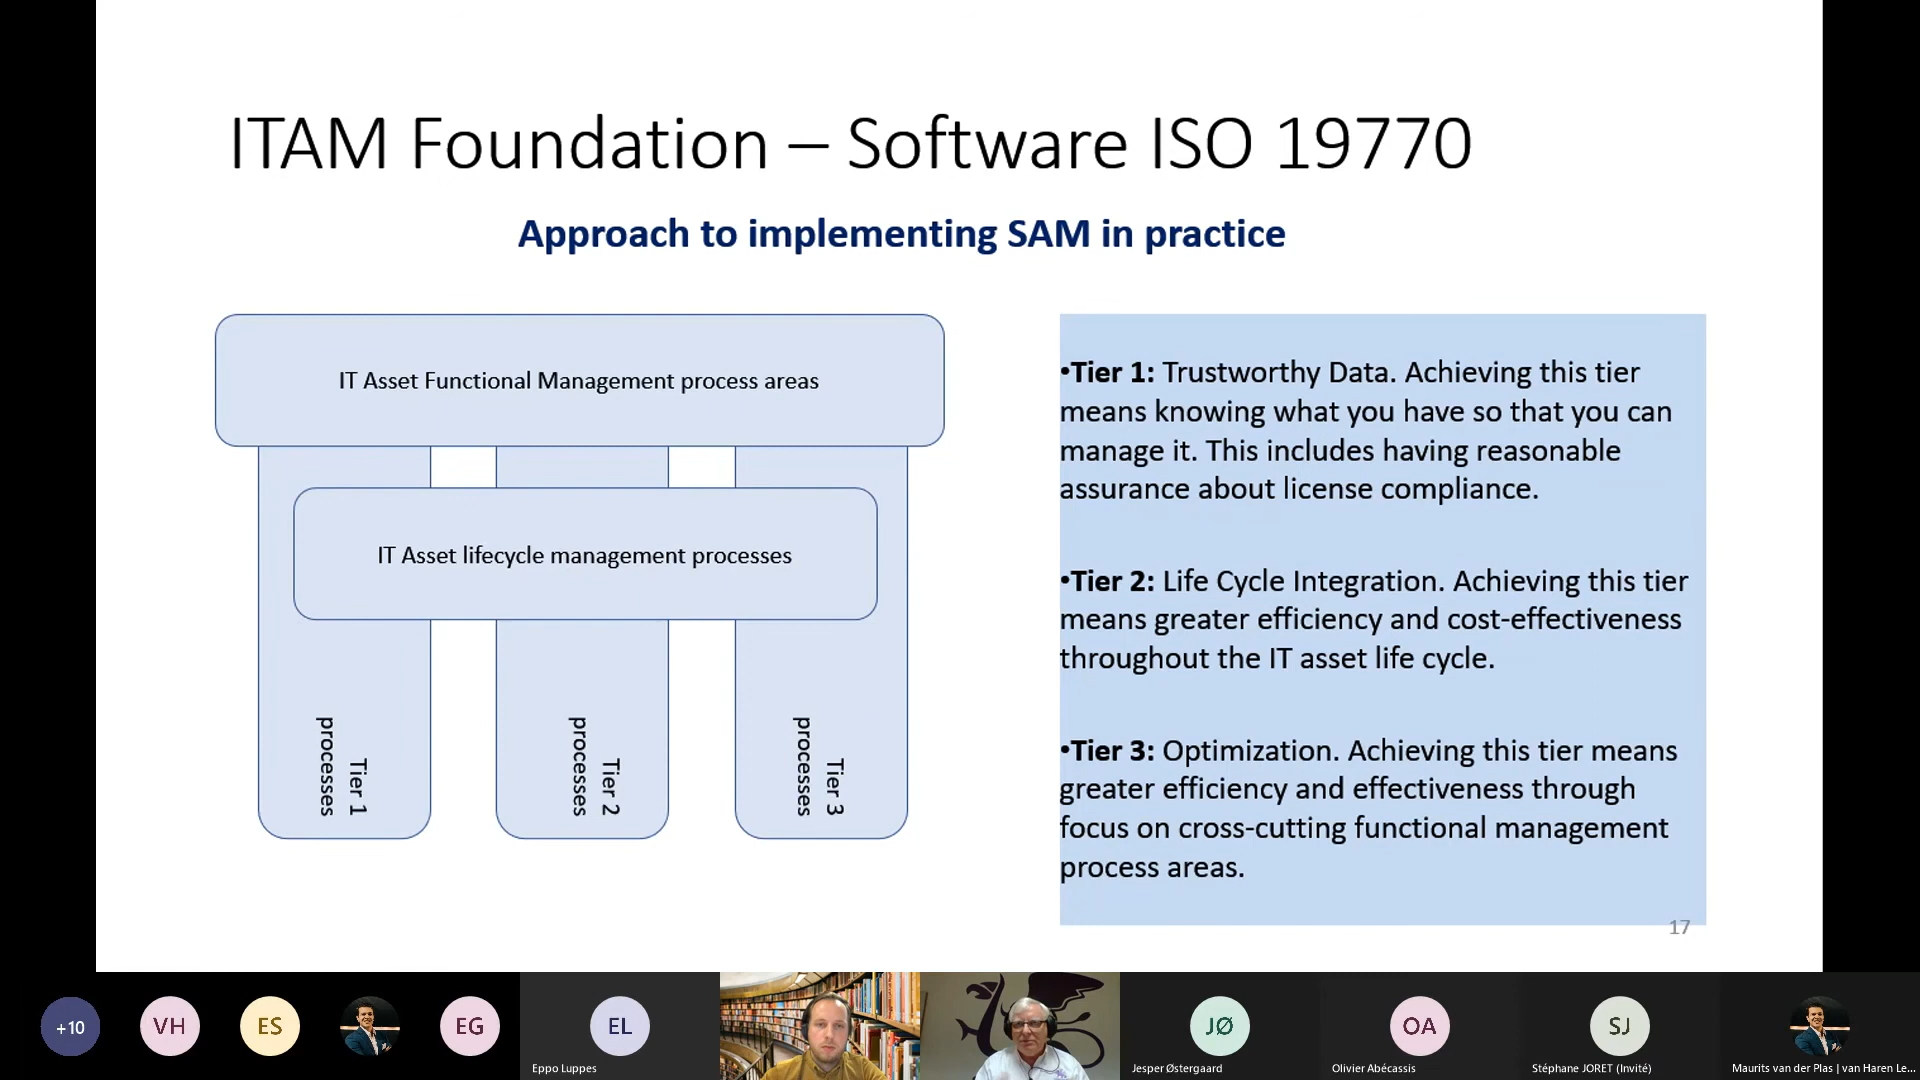 ITAM Foundation – Software ISO 19770
Approach to implementing SAM in practice
IT Asset Functional Management process areas
IT Asset lifecycle management processes
Tier 1
processes
Tier 2
processes
Tier 3
processes
•Tier 1: Trustworthy Data. Achieving this tier
means knowing what you have so that you can
manage it. This includes having reasonable
assurance about license compliance.
•Tier 2: Life Cycle Integration. Achieving this tier
means greater efficiency and cost-effectiveness
throughout the IT asset life cycle.
•Tier 3: Optimization. Achieving this tier means
greater efficiency and effectiveness through
focus on cross-cutting functional management
process areas.
17
+10
VH
ES
EG
EL
Eppo Luppes
JØ
Jesper Østergaard
OA
Olivier Abécassis
SJ
Stéphane JORET (Invité)
Maurits van der Plas | van Haren Le...